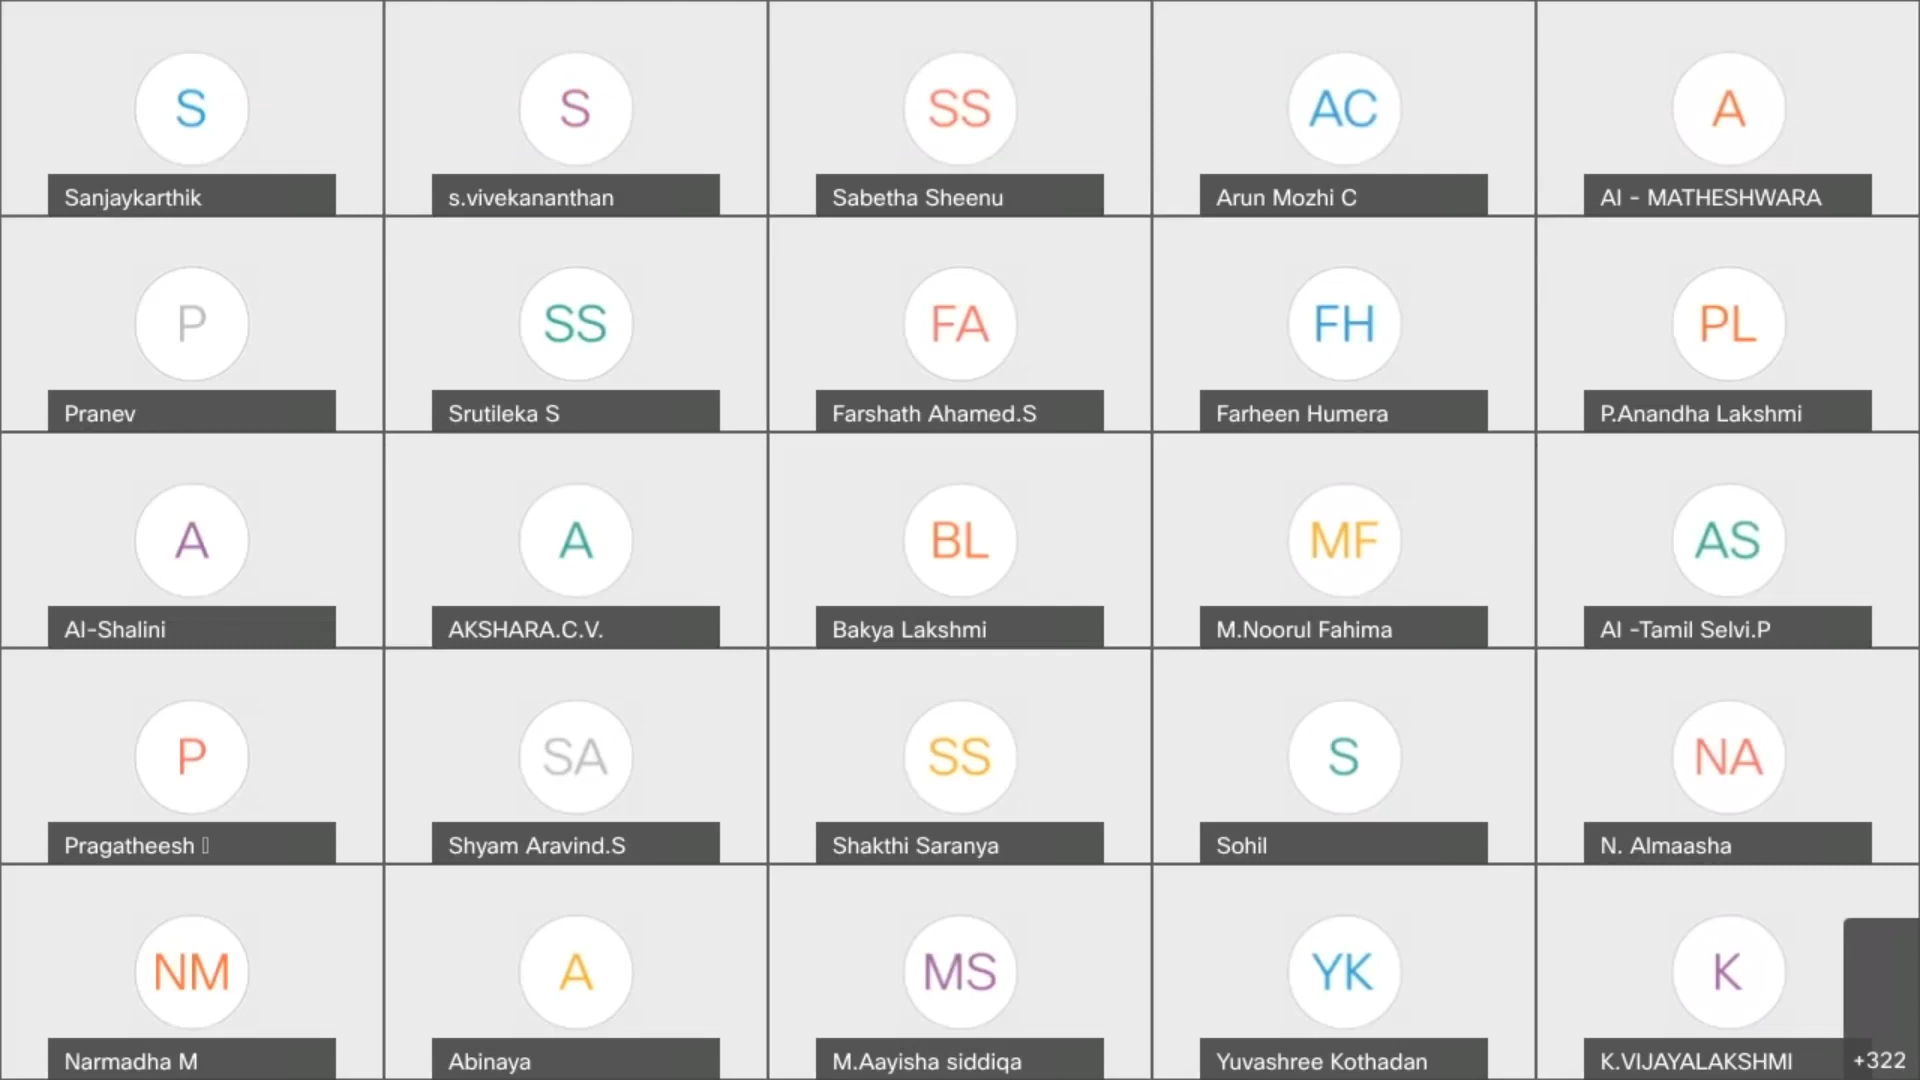 S
S
SS
AC
A
Sanjaykarthik
s.vivekananthan
Sabetha Sheenu
Arun Mozhi C
AI - MATHESHWARA
P
SS
FA
FH
PL
Pranev
Srutileka S
Farshath Ahamed.S
Farheen Humera
P.Anandha Lakshmi
A
A
BL
MF
AS
AI-Shalini
AKSHARA.C.V.
Bakya Lakshmi
M.Noorul Fahima
AI -Tamil Selvi.P
P
SA
SS
S
NA
Pragatheesh
Shyam Aravind.S
Shakthi Saranya
Sohil
N. Almaasha
NM
A
MS
YK
K
Narmadha M
Abinaya
M.Aayisha siddiqa
Yuvashree Kothadan
K.VIJAYALAKSHMI
+322